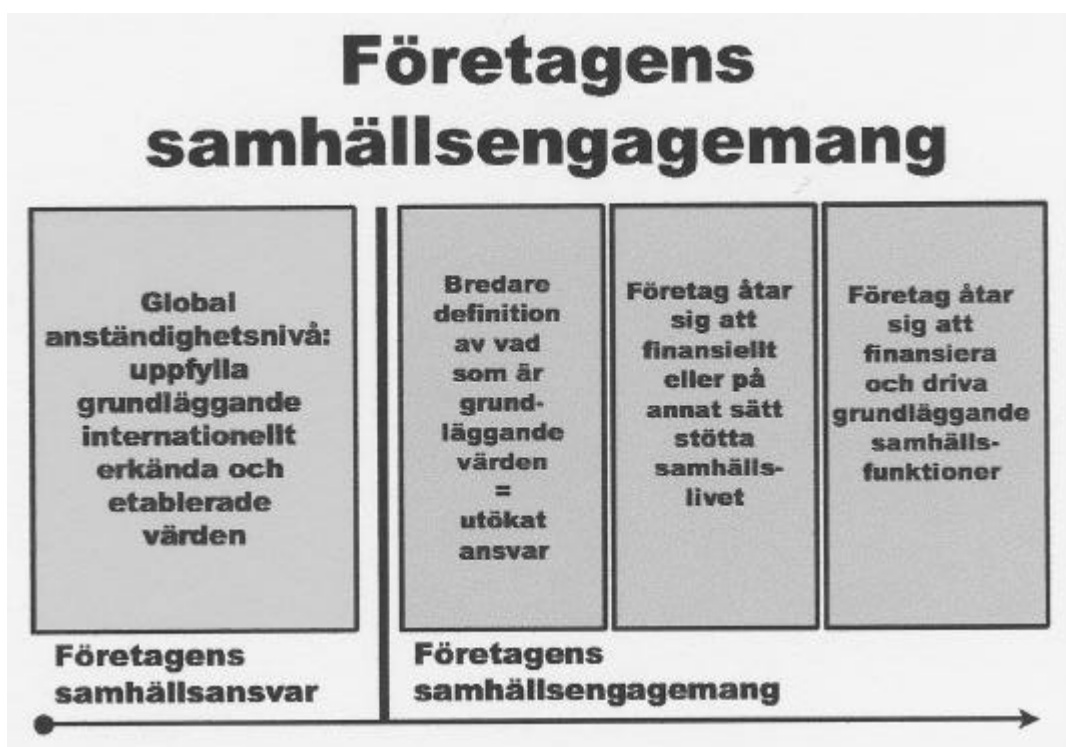 Företagens
samhällsengagemang
Global
anständighetsnivå:
uppfylla
grundläggande
internationellt
erkända och
etablerade
värden
Bredare
definition
av vad
som är
grund-
läggande
värden
=
utökat
ansvar
Företag åtar
sig att
finansiellt
eller på
annat sätt
stötta
samhälls-
livet
Företag åtar
sig att
finansiera
och driva
grundläggande
samhälls-
funktioner
Företagens
samhällsansvar
Företagens
samhällsengagemang